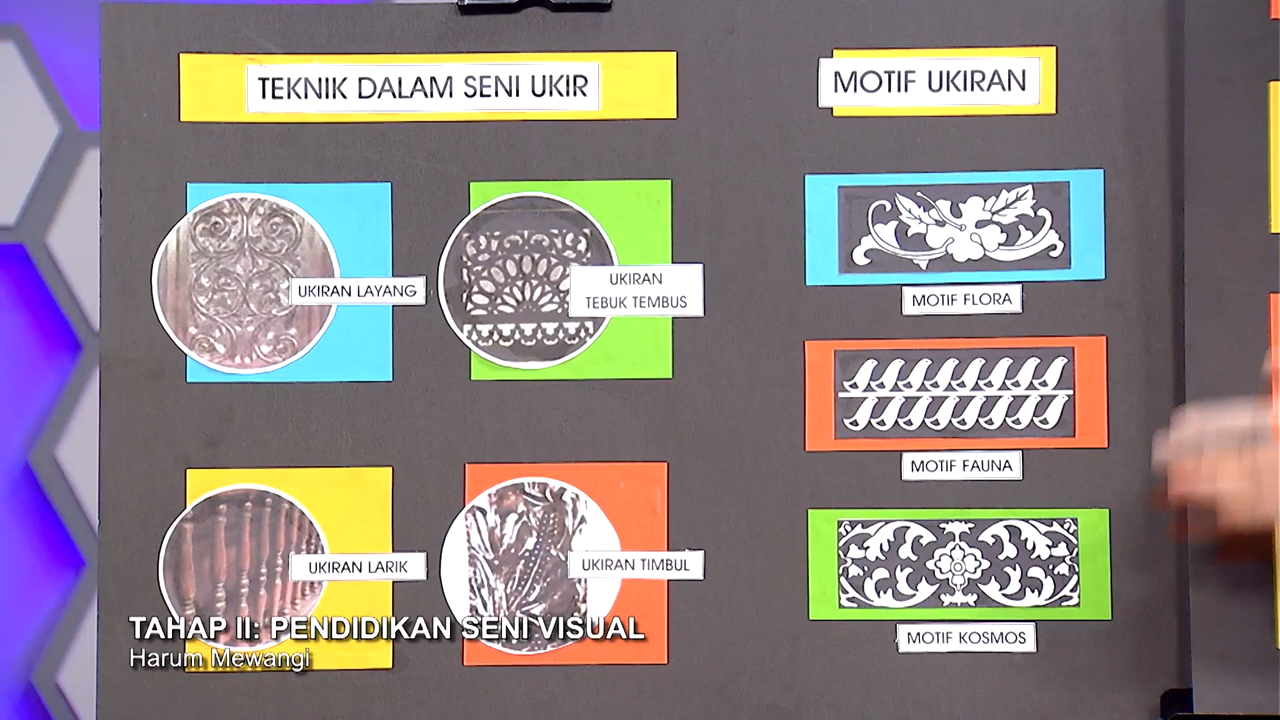 TEKNIK DALAM SENI UKIR
UKIRAN LAYANG
UKIRAN
TEBUK TEMBUS
UKIRAN LARIK
UKIRAN TIMBUL
MOTIF UKIRAN
MOTIF FLORA
MOTIF FAUNA
MOTIF KOSMOS
TAHAP II: PENDIDIKAN SENI VISUAL
Harum Mewangi